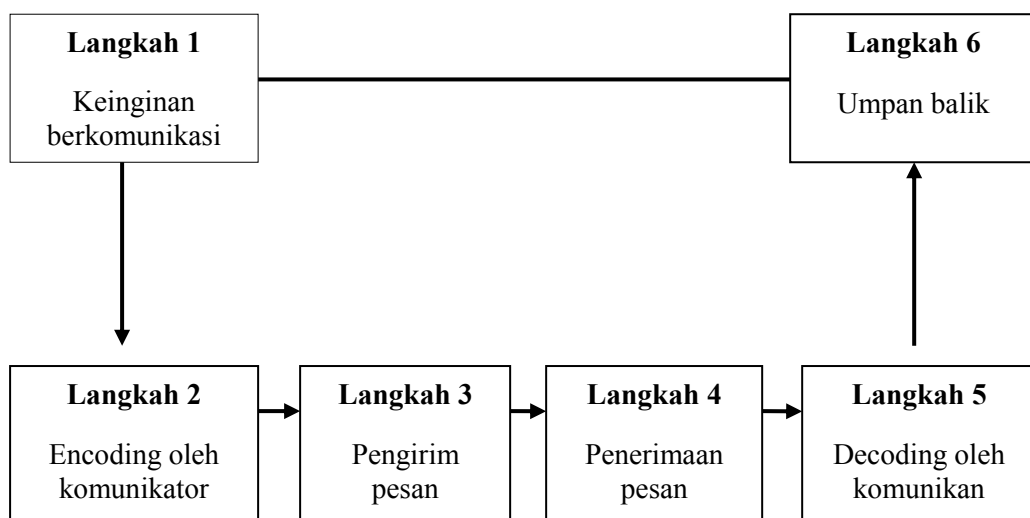 Langkah 1
Keinginan
berkomunikasi
Langkah 6
Umpan balik
Langkah 2
Encoding oleh
komunikator
Langkah 3
Pengirim
pesan
Langkah 4
Penerimaan
pesan
Langkah 5
Decoding oleh
komunikan